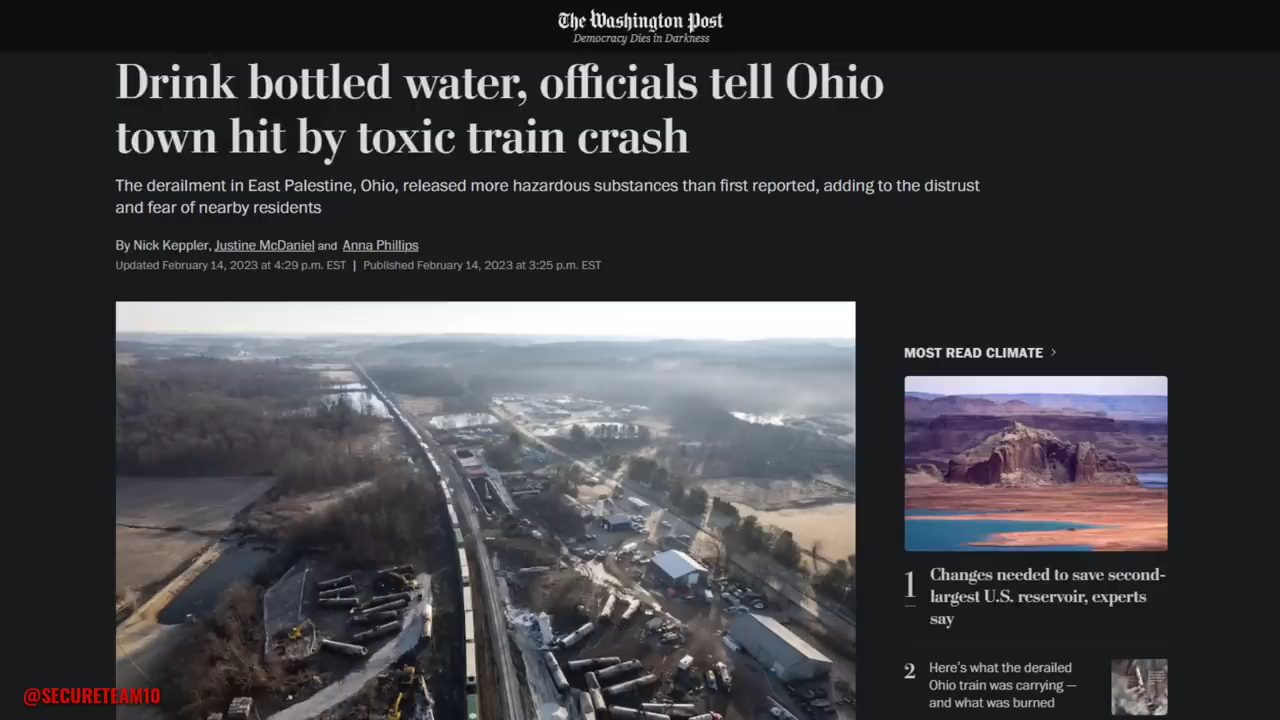 The Washington Post
Democracy Dies in Darkness
Drink bottled water, officials tell Ohio
town hit by toxic train crash
The derailment in East Palestine, Ohio, released more hazardous substances than first reported, adding to the distrust
and fear of nearby residents
By Nick Keppler, Justine McDaniel and Anna Phillips
Updated February 14, 2023 at 4:29 p.m. EST | Published February 14, 2023 at 3:25 p.m. EST
MOST READ CLIMATE >
1 Changes needed to save second-
largest U.S. reservoir, experts
say
2 Here's what the derailed
Ohio train was carrying —
and what was burned
@SECURETEAM10